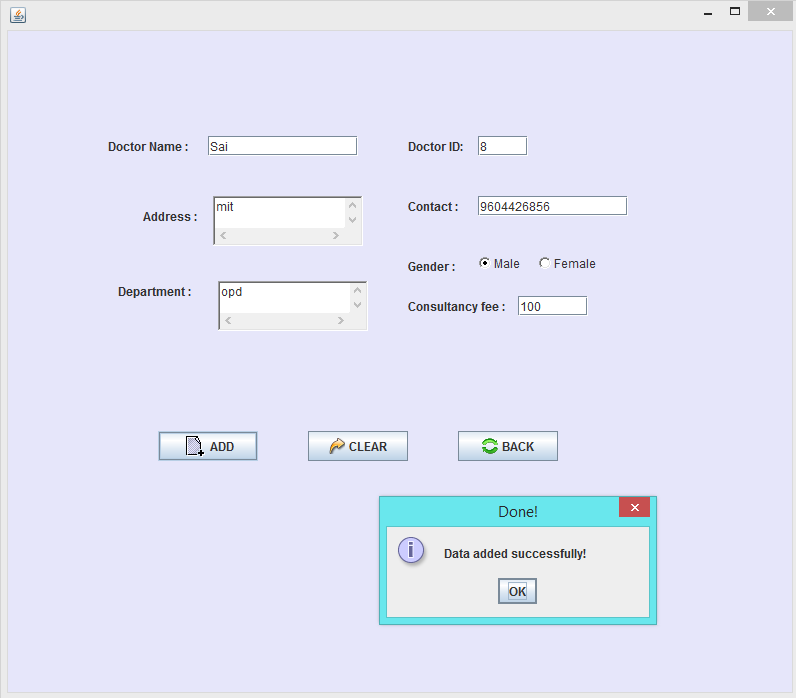 Doctor Name : Sai Doctor ID: 8
Address : mit Contact : 9604426856
Gender : Male Female
Department : opd Consultancy fee : 100
ADD CLEAR BACK
Done!
Data added successfully!
OK